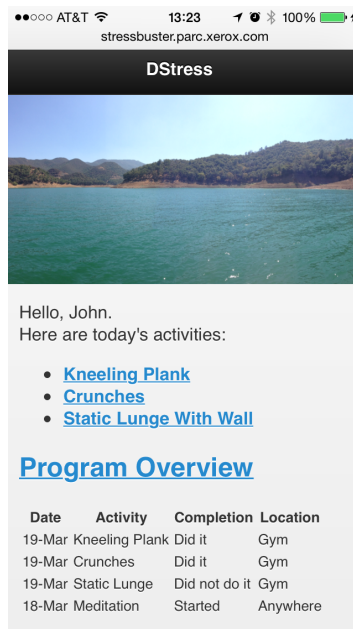 AT&T 13:23 100%
stressbuster.parc.xerox.com
DStress
Hello, John.
Here are today's activities:
Kneeling Plank
Crunches
Static Lunge With Wall
Program Overview
Date Activity Completion Location
19-Mar Kneeling Plank Did it Gym
19-Mar Crunches Did it Gym
19-Mar Static Lunge Did not do it Gym
18-Mar Meditation Started Anywhere